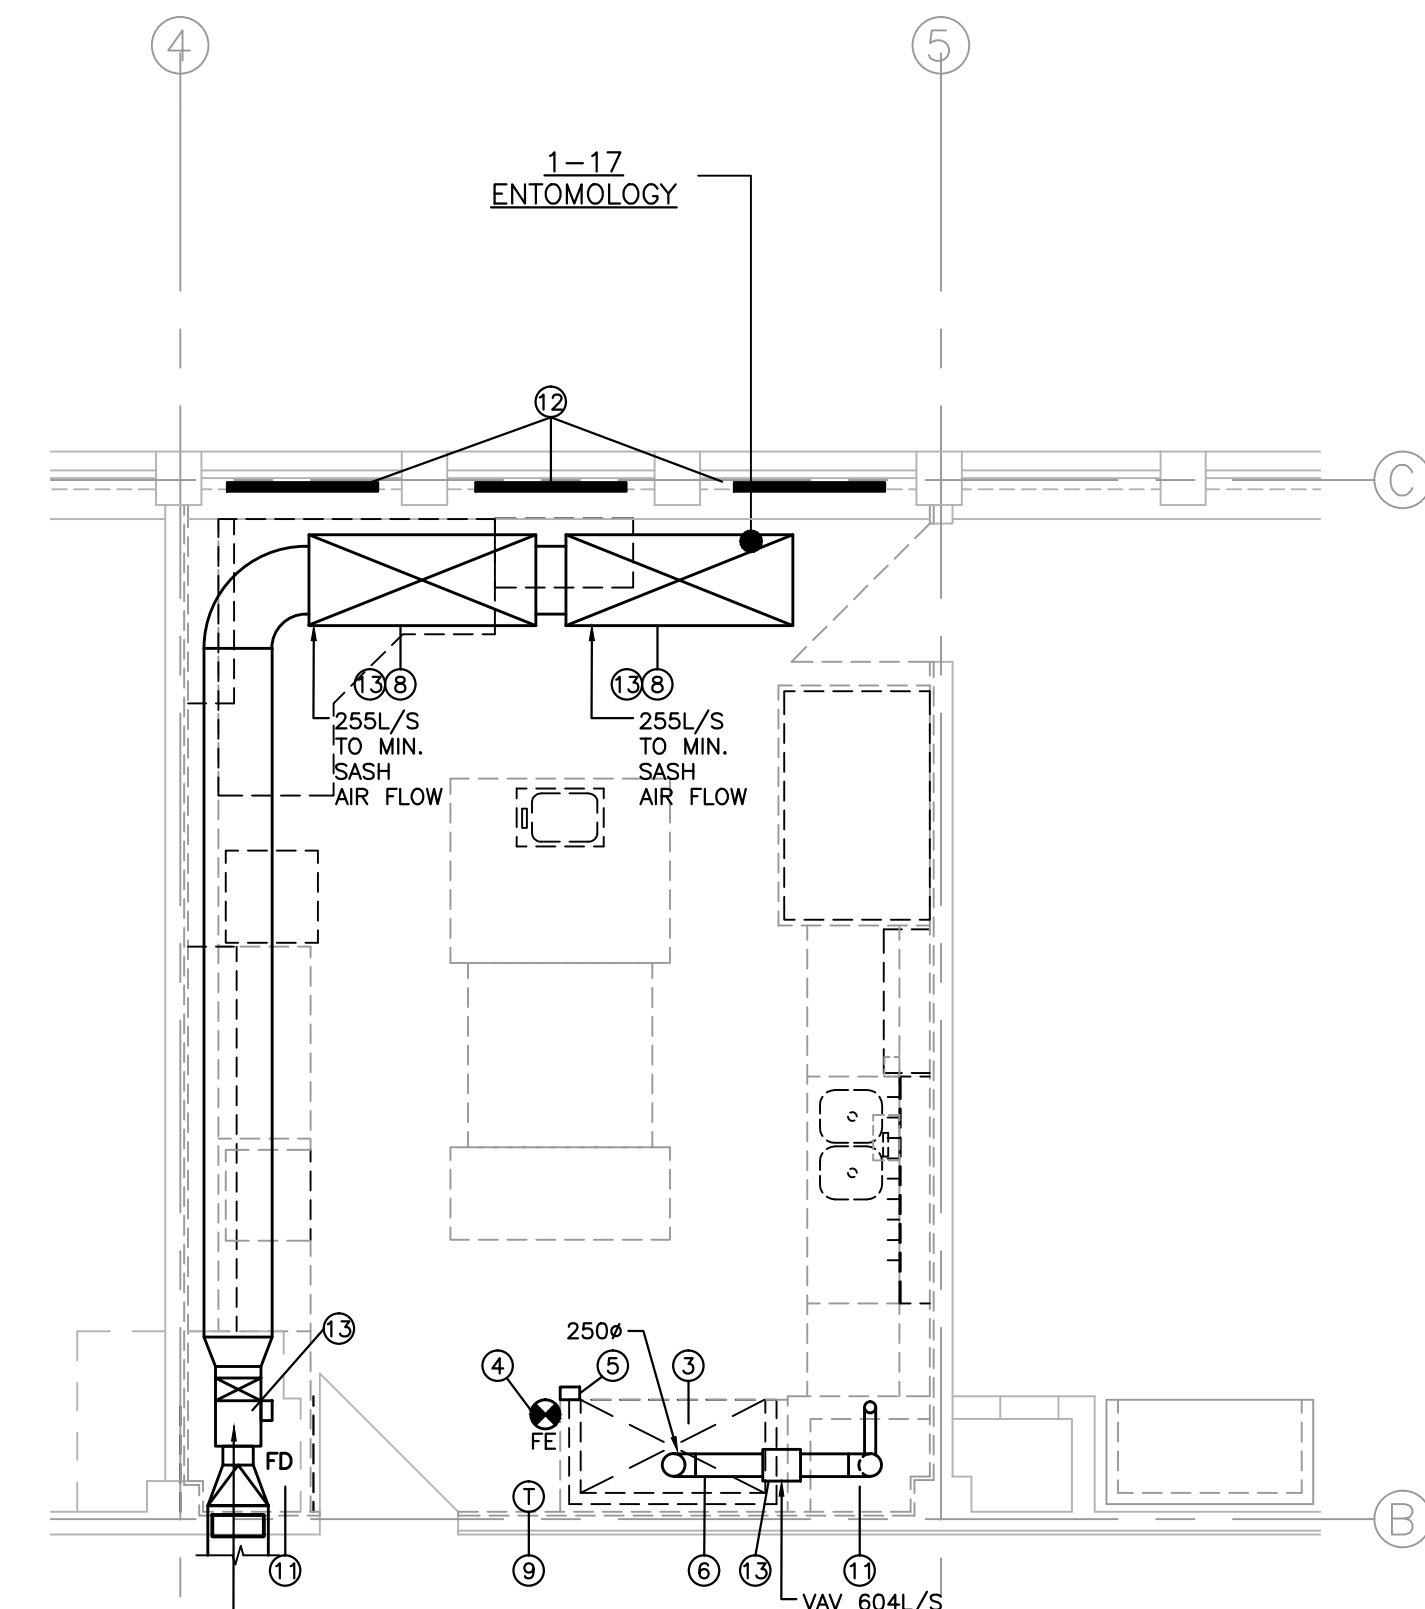 4
5
1-17
ENTOMOLOGY
12
C
13 8
13 8
255L/S
TO MIN.
SASH
AIR FLOW
255L/S
TO MIN.
SASH
AIR FLOW
13
250ø
4
5
3
FE
FD
T
B
11
9
6
13
11
VAV 604L/S